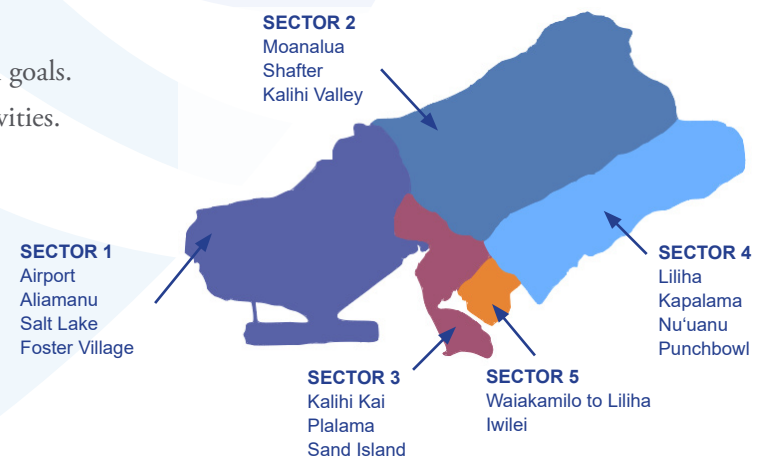 goals.
vities.
SECTOR 2
Moanalua
Shafter
Kalihi Valley
SECTOR 1
Airport
Aliamanu
Salt Lake
Foster Village
SECTOR 4
Liliha
Kapalama
Nu‘uanu
Punchbowl
SECTOR 3
Kalihi Kai
Plalama
Sand Island
SECTOR 5
Waiakamilo to Liliha
Iwilei